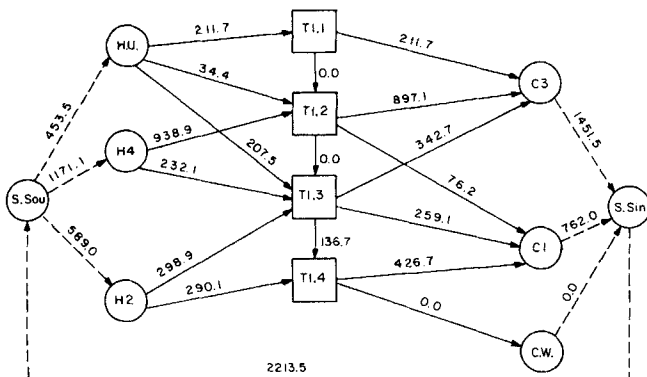 211.7
T1,1
211.7
H.U.
34.4
0.0
453.5
T1,2
897.1
C3
938.9
207.5
342.7
1451.5
H4
1171.1
232.1
0.0
76.2
S.Sou
T1,3
259.1
762.0
S.Sin
589.0
298.9
136.7
C1
H2
290.1
T1,4
426.7
0.0
0.0
C.W.
2213.5